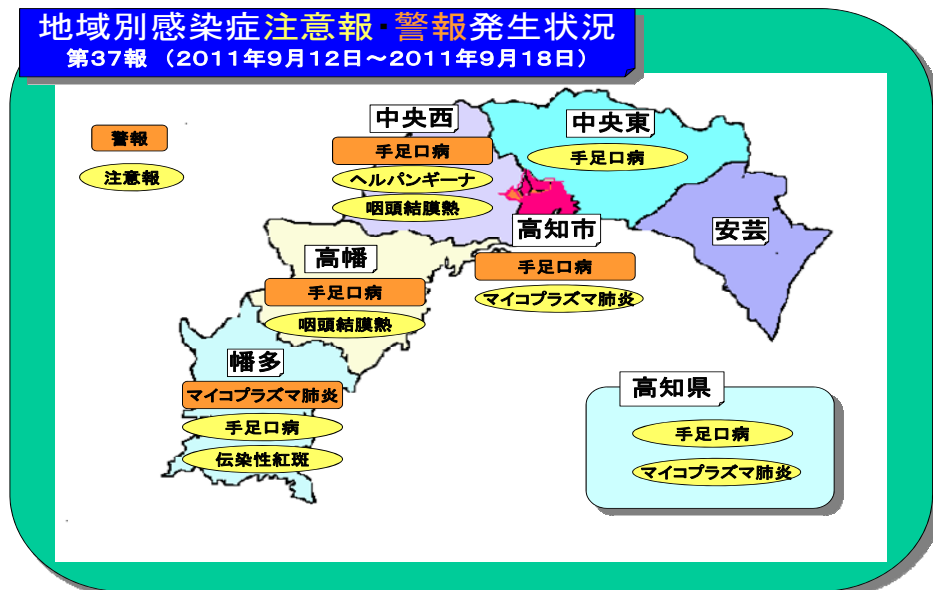 地域別感染症注意報・警報発生状況
第37報 （2011年9月12日～2011年9月18日）
警報
注意報
中央西
手足口病
ヘルパンギーナ
咽頭結膜熱
中央東
手足口病
高知市
手足口病
マイコプラズマ肺炎
安芸
高幡
手足口病
咽頭結膜熱
幡多
マイコプラズマ肺炎
手足口病
伝染性紅斑
高知県
手足口病
マイコプラズマ肺炎